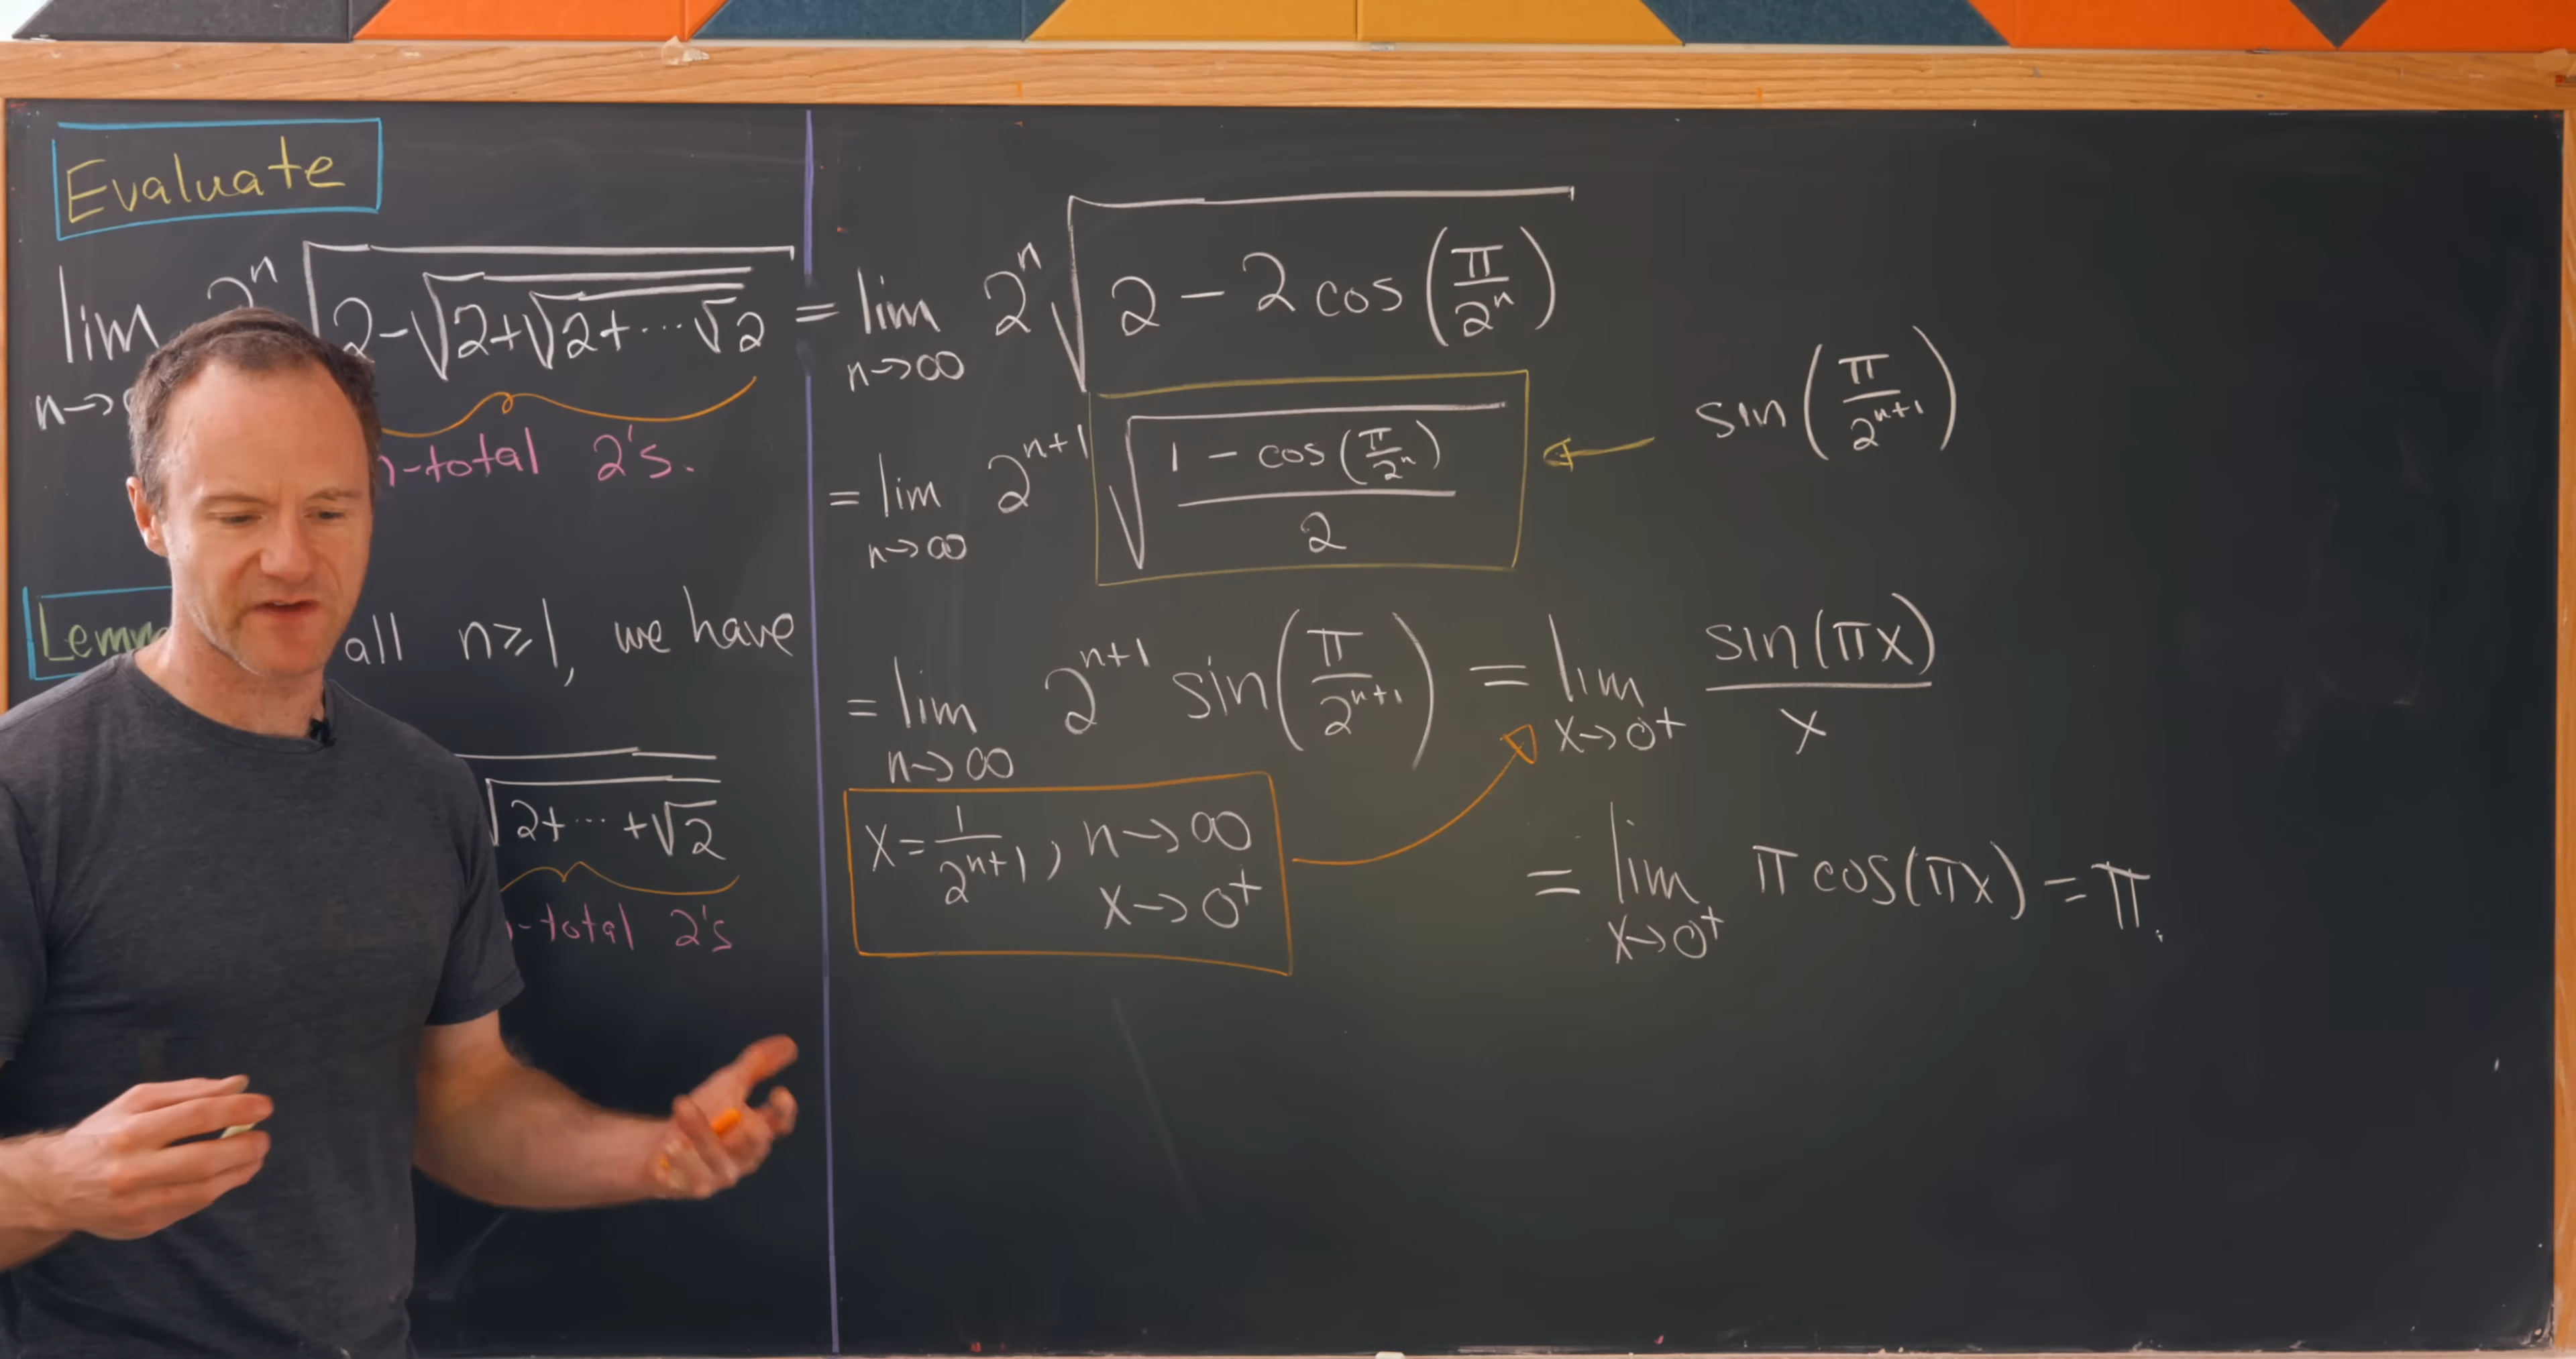 Evaluate
lim 2^n √(2-√(2+√(2+⋯√2
n→
n-total 2's.
Lemm all n≥1, we have
√(2+⋯+√2
n-total 2's
= lim_{n→∞} 2^n √(2-2cos(π/2^n))
= lim_{n→∞} 2^{n+1} √((1-cos(π/2^n))/2) ← sin(π/2^{n+1})
= lim_{n→∞} 2^{n+1} sin(π/2^{n+1}) = lim_{x→0^+} sin(πx)/x
x=1/2^{n+1}, n→∞
x→0^+
= lim_{x→0^+} π cos(πx) = π.